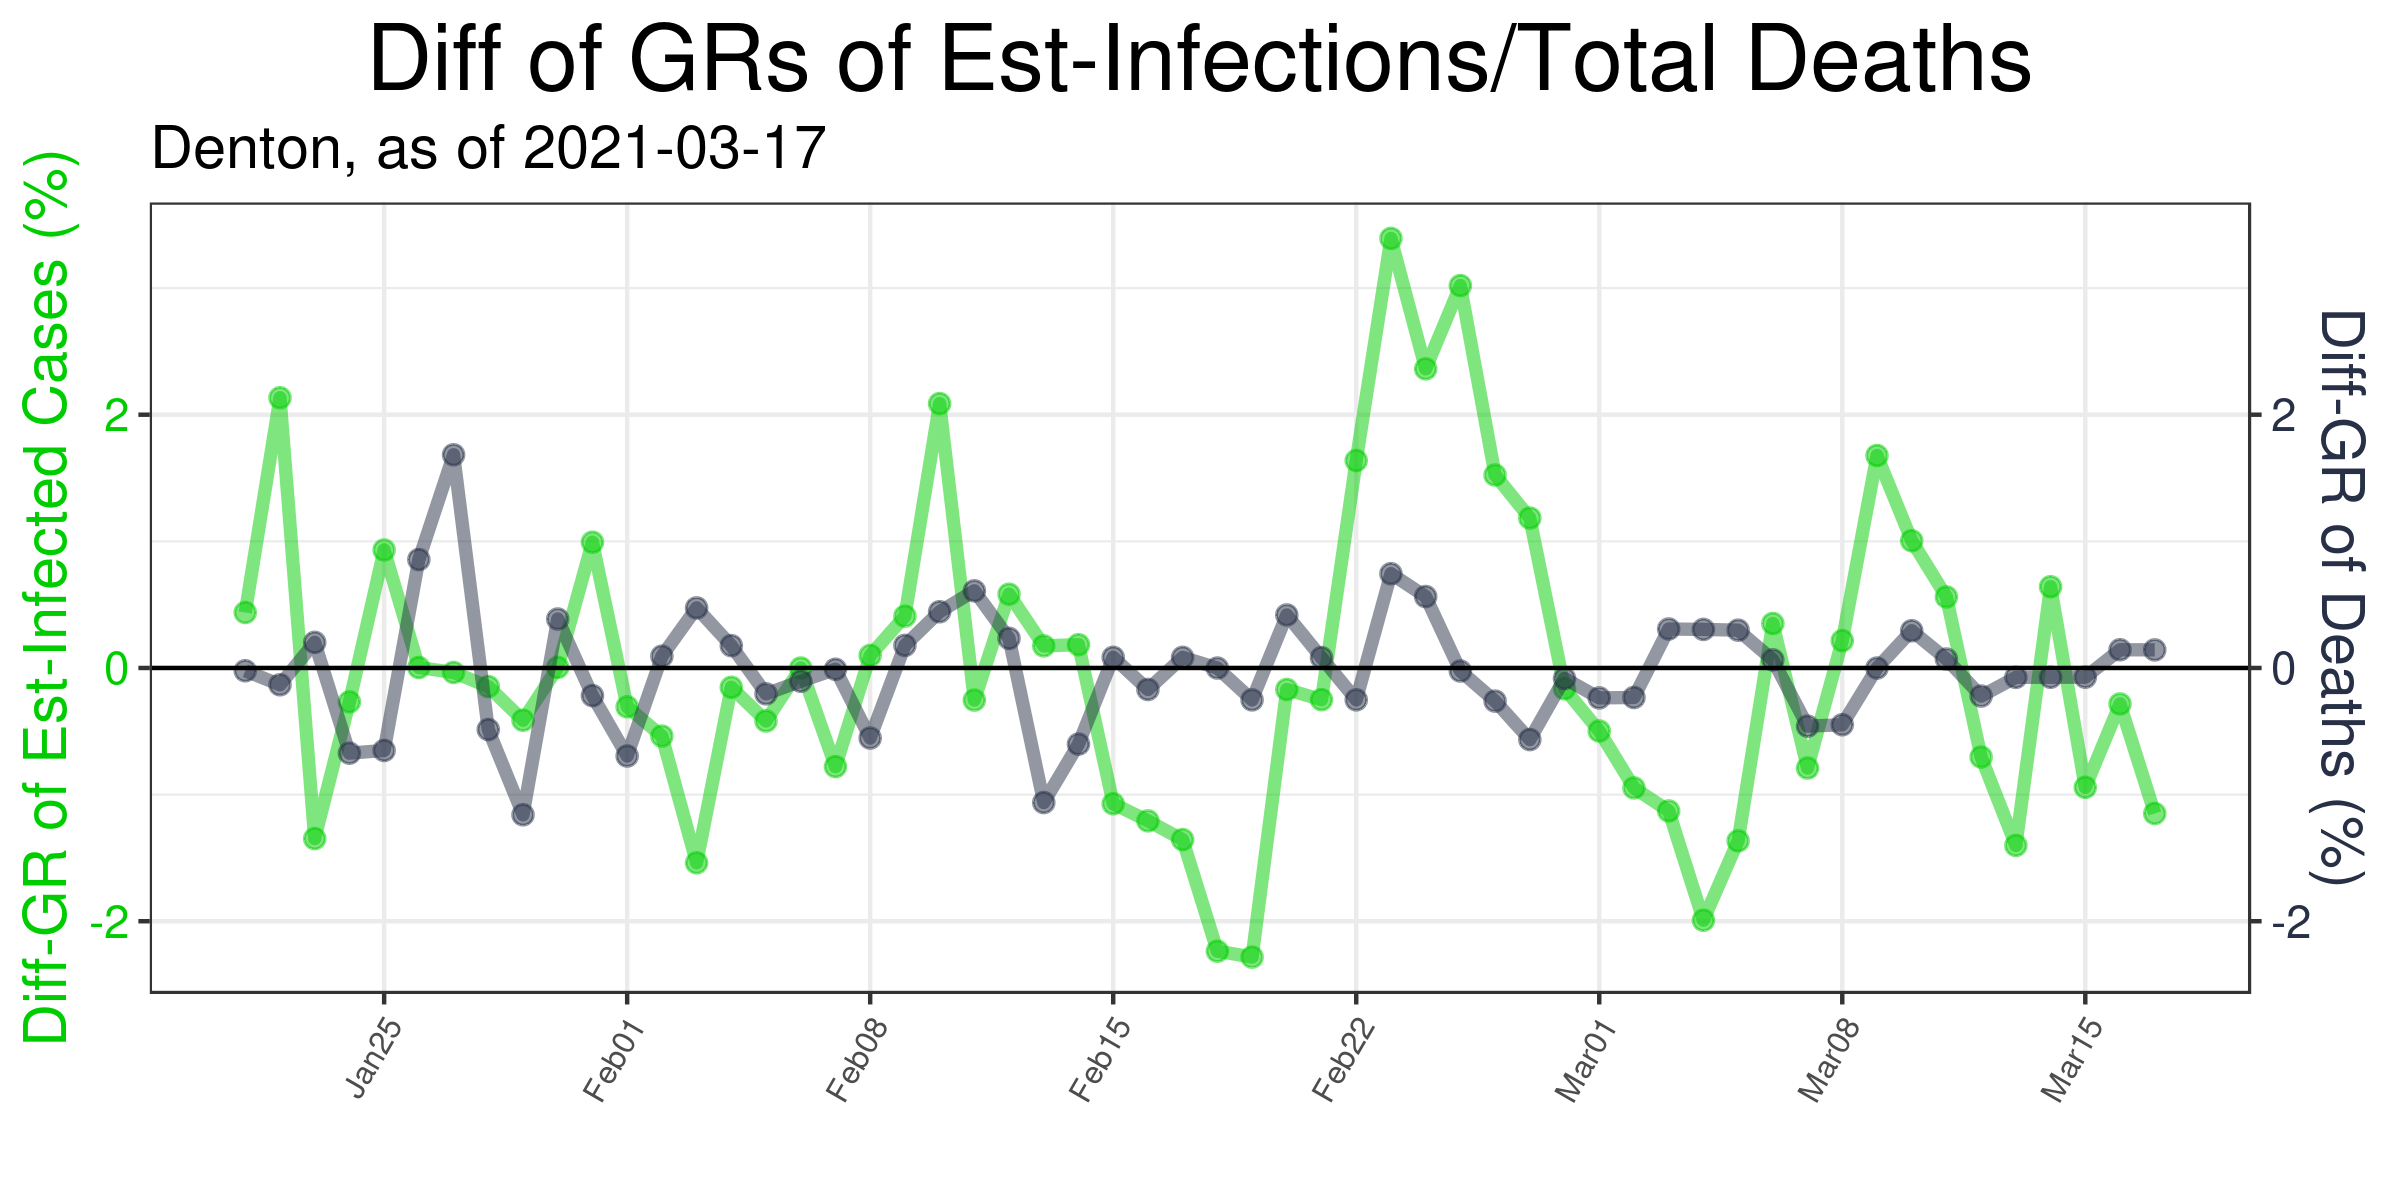 Diff of GRs of Est-Infections/Total Deaths
Denton, as of 2021-03-17
Diff-GR of Est-Infected Cases (%)
2
0
-2
2
0
-2
Diff-GR of Deaths (%)
Jan25
Feb01
Feb08
Feb15
Feb22
Mar01
Mar08
Mar15